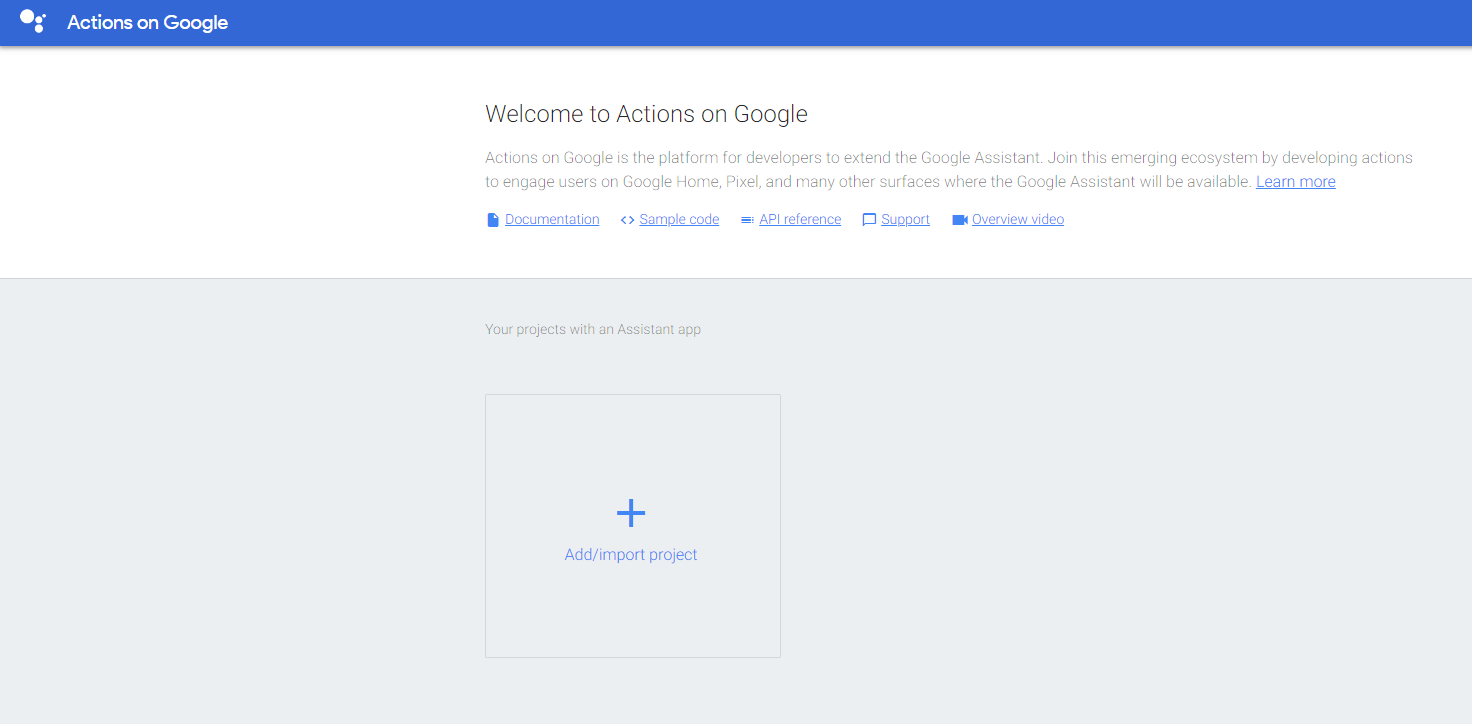 Actions on Google
Welcome to Actions on Google
Actions on Google is the platform for developers to extend the Google Assistant. Join this emerging ecosystem by developing actions
to engage users on Google Home, Pixel, and many other surfaces where the Google Assistant will be available. Learn more
Documentation Sample code API reference Support Overview video
Your projects with an Assistant app
Add/import project